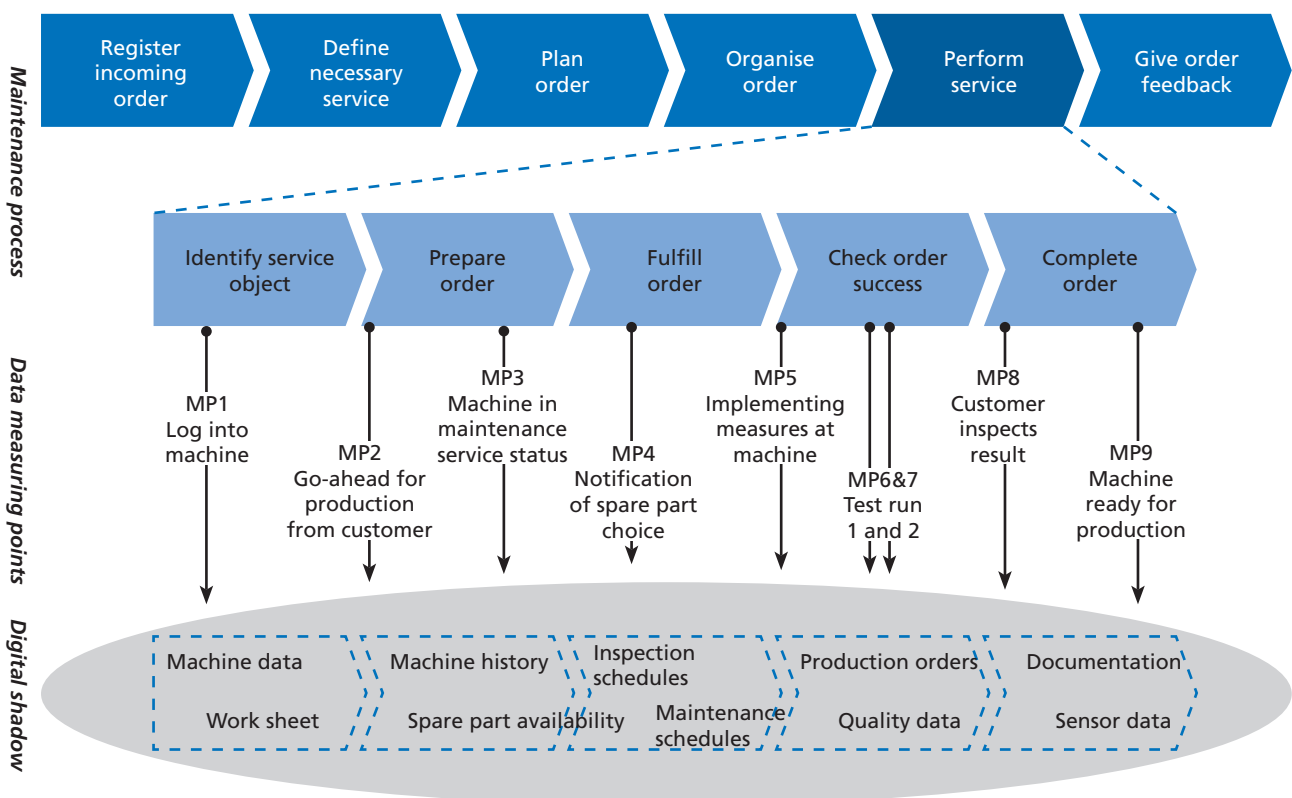 Maintenance process
Register
incoming
order
Define
necessary
service
Plan
order
Organise
order
Perform
service
Give order
feedback
Identify service
object
Prepare
order
Fulfill
order
Check order
success
Complete
order
Data measuring points
MP1
Log into
machine
MP2
Go-ahead for
production
from customer
MP3
Machine in
maintenance
service status
MP4
Notification
of spare part
choice
MP5
Implementing
measures at
machine
MP6&7
Test run
1 and 2
MP8
Customer
inspects
result
MP9
Machine
ready for
production
Digital shadow
Machine data
Work sheet
Machine history
Spare part availability
Inspection
schedules
Maintenance
schedules
Production orders
Quality data
Documentation
Sensor data